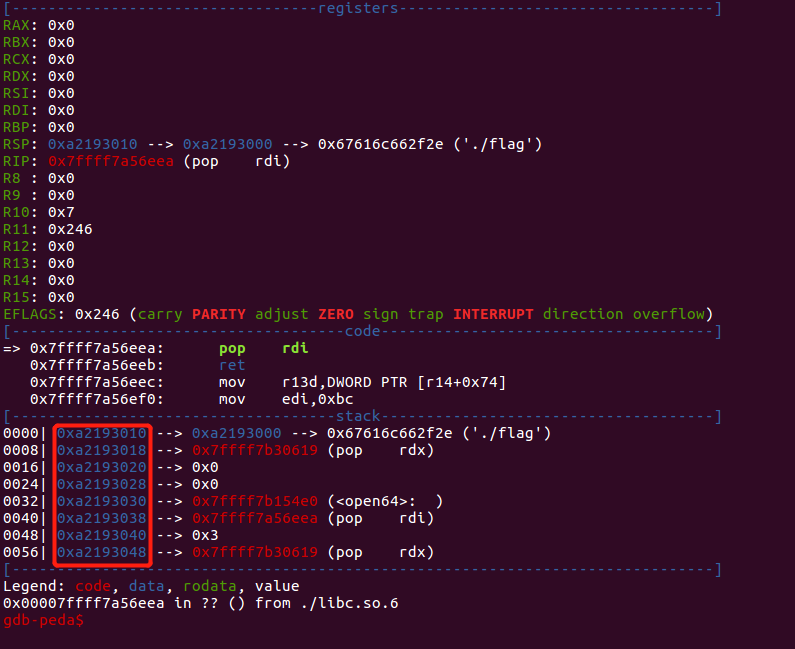 [----------------------------------registers-----------------------------------]
RAX: 0x0
RBX: 0x0
RCX: 0x0
RDX: 0x0
RSI: 0x0
RDI: 0x0
RBP: 0x0
RSP: 0xa2193010 --> 0xa2193000 --> 0x67616c662f2e ('./flag')
RIP: 0x7ffff7a56eea (pop    rdi)
R8 : 0x0
R9 : 0x0
R10: 0x7
R11: 0x246
R12: 0x0
R13: 0x0
R14: 0x0
R15: 0x0
EFLAGS: 0x246 (carry PARITY adjust ZERO sign trap INTERRUPT direction overflow)
[-------------------------------------code-------------------------------------]
=> 0x7ffff7a56eea:      pop    rdi
   0x7ffff7a56eeb:      ret
   0x7ffff7a56eec:      mov    r13d,DWORD PTR [r14+0x74]
   0x7ffff7a56ef0:      mov    edi,0xbc
[------------------------------------stack-------------------------------------]
0000| 0xa2193010 --> 0xa2193000 --> 0x67616c662f2e ('./flag')
0008| 0xa2193018 --> 0x7ffff7b30619 (pop    rdx)
0016| 0xa2193020 --> 0x0
0024| 0xa2193028 --> 0x0
0032| 0xa2193030 --> 0x7ffff7b154e0 (<open64>:  )
0040| 0xa2193038 --> 0x7ffff7a56eea (pop    rdi)
0048| 0xa2193040 --> 0x3
0056| 0xa2193048 --> 0x7ffff7b30619 (pop    rdx)
[------------------------------------------------------------------------------]
Legend: code, data, rodata, value
0x00007ffff7a56eea in ?? () from ./libc.so.6
gdb-peda$